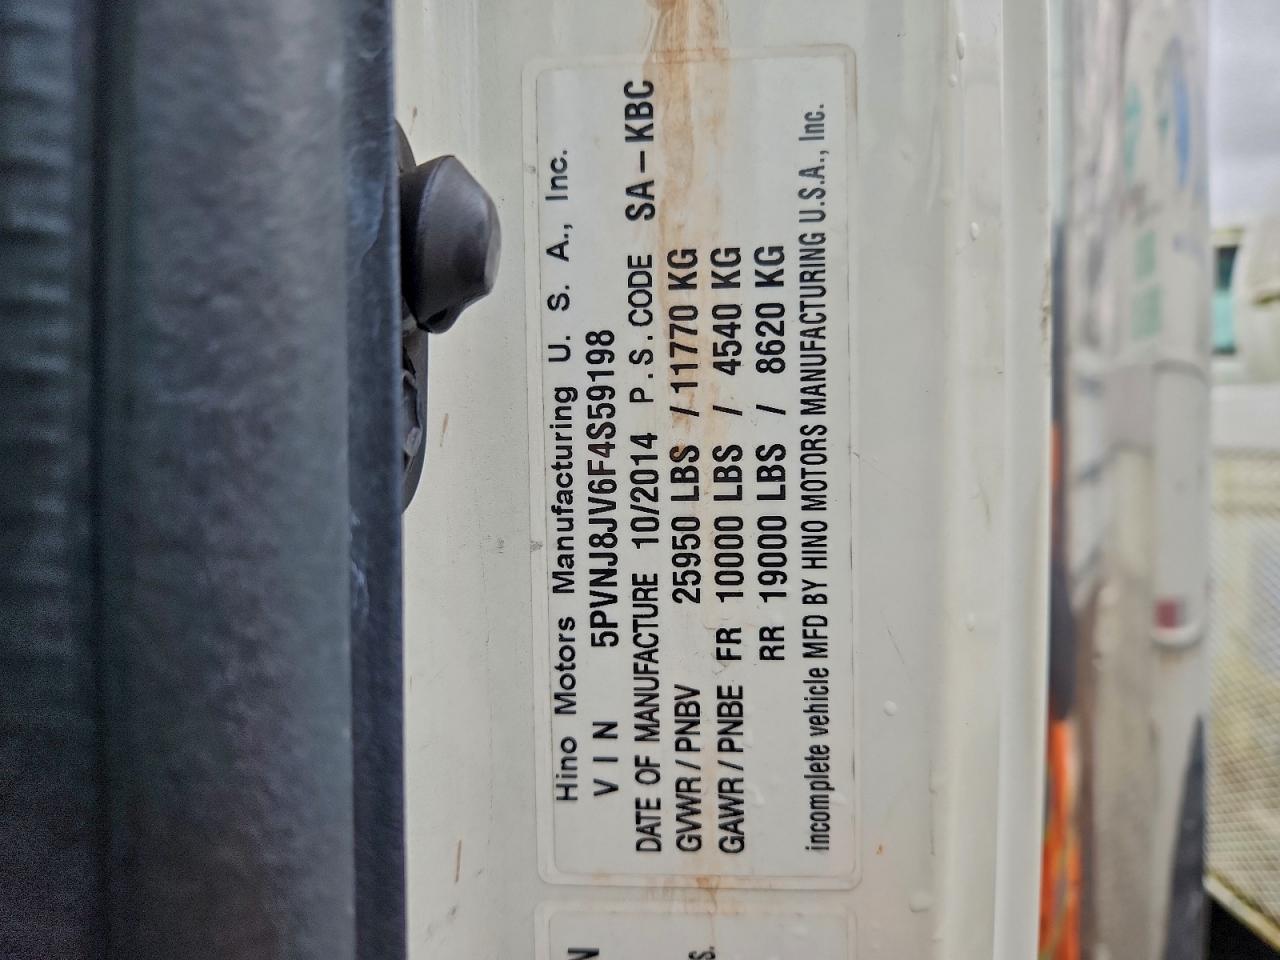 Hino Motors Manufacturing U. S. A., Inc.
VIN 5PVNJ8JV6F4S59198
DATE OF MANUFACTURE 10/2014 P.S.CODE SA-KBC
GVWR/PNBV 25950 LBS / 11770 KG
GAWR/PNBE FR 10000 LBS / 4540 KG
RR 19000 LBS / 8620 KG
incomplete vehicle MFD BY HINO MOTORS MANUFACTURING U.S.A., Inc.